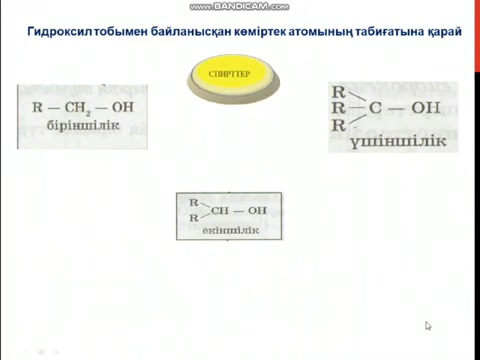 www.BANDICAM.com
Гидроксил тобымен байланысқан көміртек атомының табиғатына қарай
СПИРТТЕР
R — CH₂ — OH
біріншілік
R
R — C — OH
R
үшіншілік
R
CH — OH
R
екіншілік